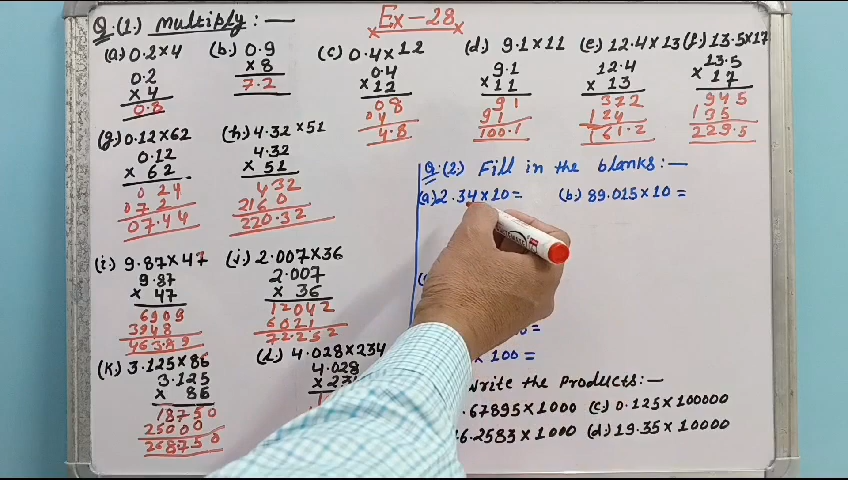 Ex-28
Q.(1.) Multiply:—
(a) 0.2×4 (b.) 0.9 (c) 0.4×12 (d.) 9.1×11 (e.) 12.4×13 (f.) 13.5×17
0.2 × 8 0.4 9.1 12.4 13.5
× 4 7.2 × 12 × 11 × 13 × 17
0.8 08 91 372 945
04 91 124 135
4.8 100.1 161.2 229.5
(g.) 0.12×62 (h.) 4.32×51
0.12 4.32
× 62 × 51
0 24 432
072 2160
07.44 220.32
Q.(2.) Fill in the blanks:—
(a) 2.34×10= (b.) 89.015×10=
(i.) 9.87×47 (j.) 2.007×36
9.87 2.007
× 47 × 36
6909 12042
3948 6021
463.89 72.252
× 100 =
(k.) 3.125×86 (l.) 4.028×234
3.125 4.028
× 86
18750
25000
268750
the Products:—
.67895×1000 (c) 0.125×100000
6.2583×1000 (d.) 19.35×10000